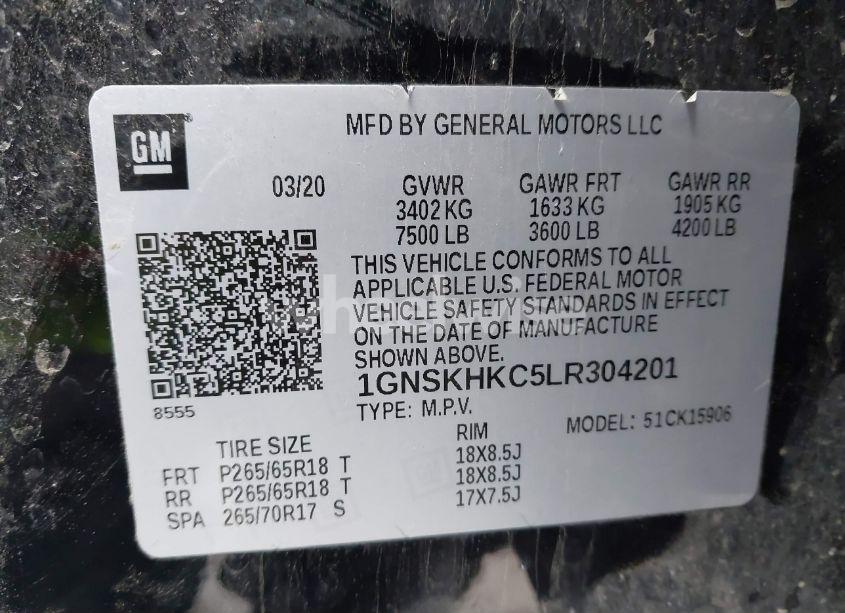 GM
MFD BY GENERAL MOTORS LLC
03/20 GVWR GAWR FRT GAWR RR
3402 KG 1633 KG 1905 KG
7500 LB 3600 LB 4200 LB
THIS VEHICLE CONFORMS TO ALL
APPLICABLE U.S. FEDERAL MOTOR
VEHICLE SAFETY STANDARDS IN EFFECT
ON THE DATE OF MANUFACTURE
SHOWN ABOVE.
1GNSKHKC5LR304201
8555
TYPE: M.P.V. MODEL: 51CK15906
TIRE SIZE RIM
FRT P265/65R18 T 18X8.5J
RR P265/65R18 T 18X8.5J
SPA 265/70R17 S 17X7.5J